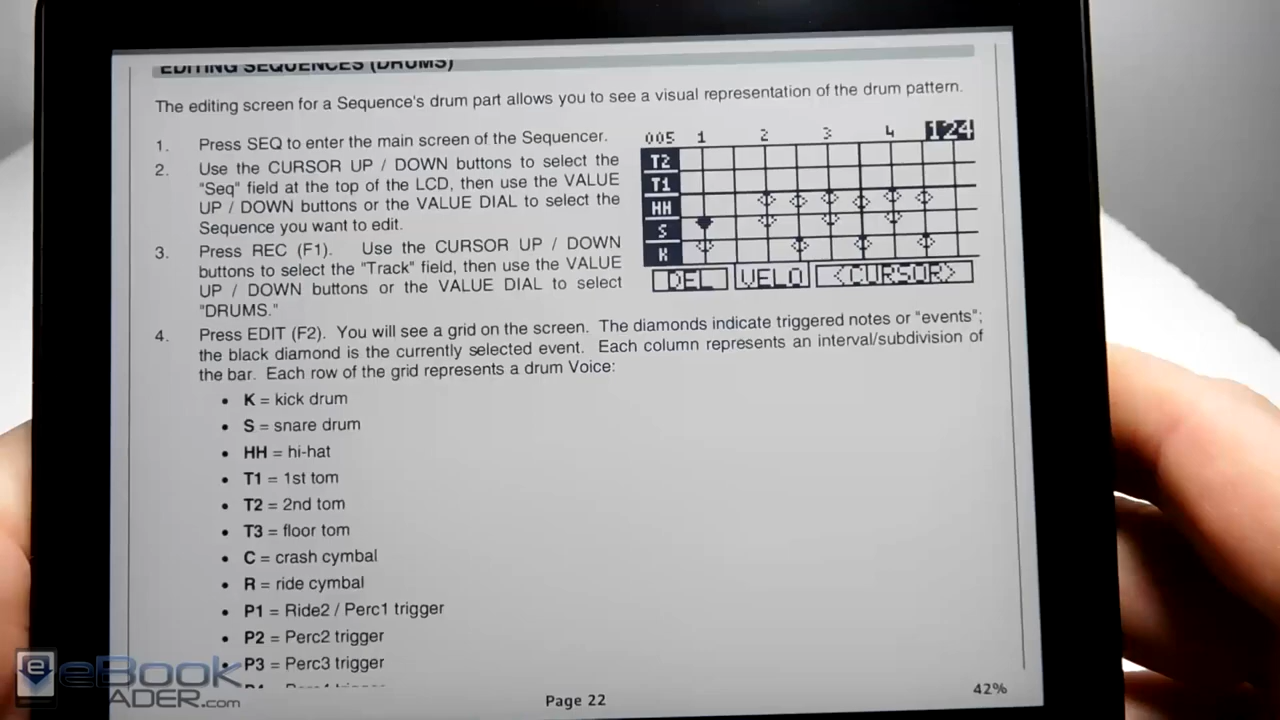 EDITING SEQUENCES (DRUMS)
The editing screen for a Sequence's drum part allows you to see a visual representation of the drum pattern.
1. Press SEQ to enter the main screen of the Sequencer.
2. Use the CURSOR UP / DOWN buttons to select the
"Seq" field at the top of the LCD, then use the VALUE
UP / DOWN buttons or the VALUE DIAL to select the
Sequence you want to edit.
3. Press REC (F1). Use the CURSOR UP / DOWN
buttons to select the "Track" field, then use the VALUE
UP / DOWN buttons or the VALUE DIAL to select
"DRUMS."
005 1 2 3 4 124
T2
T1
HH
S
K
DEL VELO <CURSOR>
4. Press EDIT (F2). You will see a grid on the screen. The diamonds indicate triggered notes or "events";
the black diamond is the currently selected event. Each column represents an interval/subdivision of
the bar. Each row of the grid represents a drum Voice:
• K = kick drum
• S = snare drum
• HH = hi-hat
• T1 = 1st tom
• T2 = 2nd tom
• T3 = floor tom
• C = crash cymbal
• R = ride cymbal
• P1 = Ride2 / Perc1 trigger
• P2 = Perc2 trigger
• P3 = Perc3 trigger
Page 22
42%
eBook
READER.com